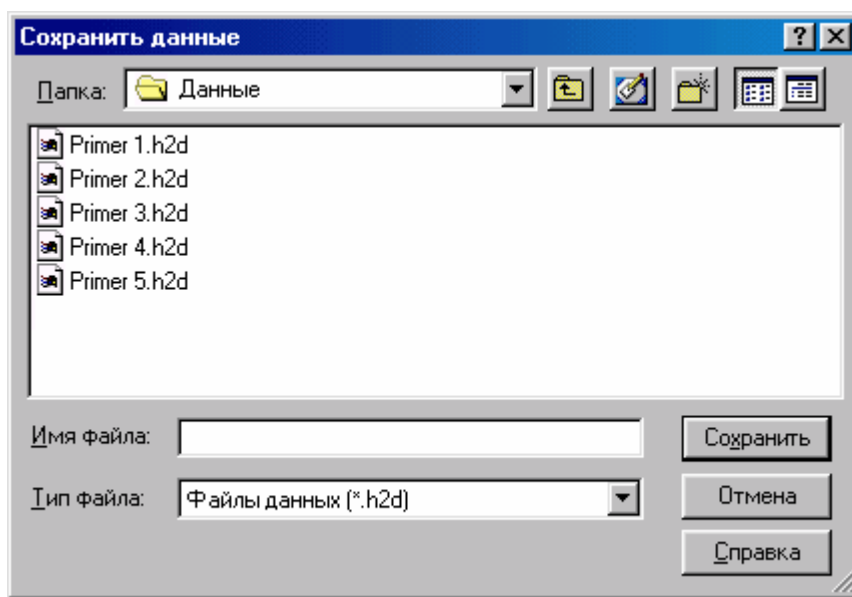 Сохранить данные
Папка: Данные
Primer 1.h2d
Primer 2.h2d
Primer 3.h2d
Primer 4.h2d
Primer 5.h2d
Имя файла: Сохранить
Тип файла: Файлы данных (*.h2d) Отмена
Справка